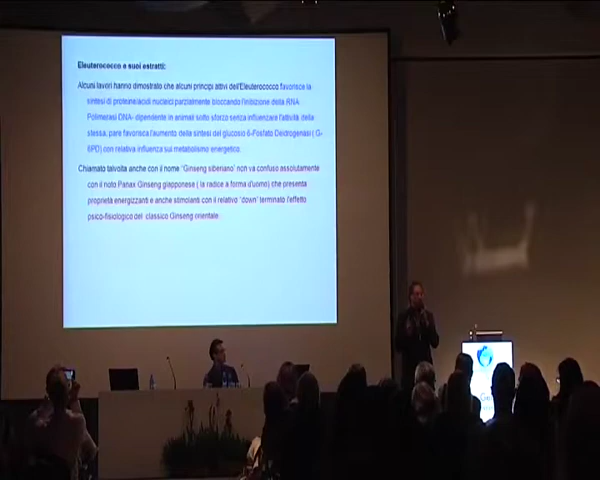 Eleuterococco e suoi estratti:
Alcuni lavori hanno dimostrato che alcuni principi attivi dell'Eleuterococco favorisce la
sintesi di proteine/acidi nucleici parzialmente bloccando l'inibizione della RNA
Polimerasi DNA- dipendente in animali sotto sforzo senza influenzare l'attività della
stessa, pare favorisca l'aumento della sintesi del glucosio 6-Fosfato Deidrogenasi ( G-
6PD) con relativa influenza sul metabolismo energetico.
Chiamato talvolta anche con il nome "Ginseng siberiano" non va confuso assolutamente
con il noto Panax Ginseng giapponese ( la radice a forma d'uomo) che presenta
proprietà energizzanti e anche stimolanti con il relativo "down" terminato l'effetto
psico-fisiologico del classico Ginseng orientale.